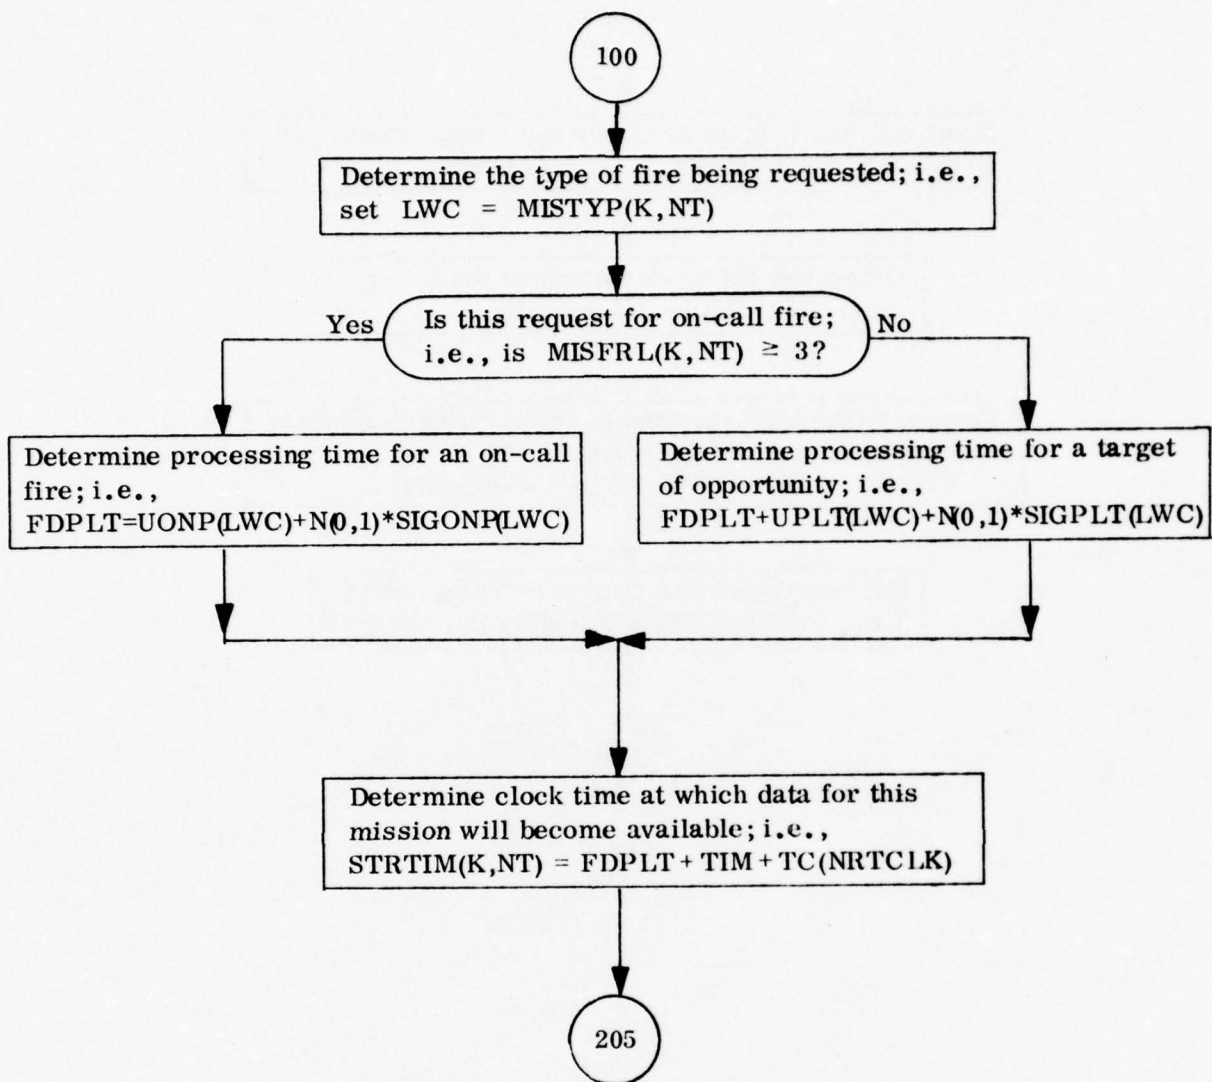 100
Determine the type of fire being requested; i.e.,
set LWC = MISTYP(K,NT)
Yes
Is this request for on-call fire;
i.e., is MISFRL(K,NT) ≥ 3?
No
Determine processing time for an on-call
fire; i.e.,
FDPLT=UONP(LWC)+N(0,1)*SIGONP(LWC)
Determine processing time for a target
of opportunity; i.e.,
FDPLT+UPLT(LWC)+N(0,1)*SIGPLT(LWC)
Determine clock time at which data for this
mission will become available; i.e.,
STRTIM(K,NT) = FDPLT + TIM + TC(NRTCLK)
205